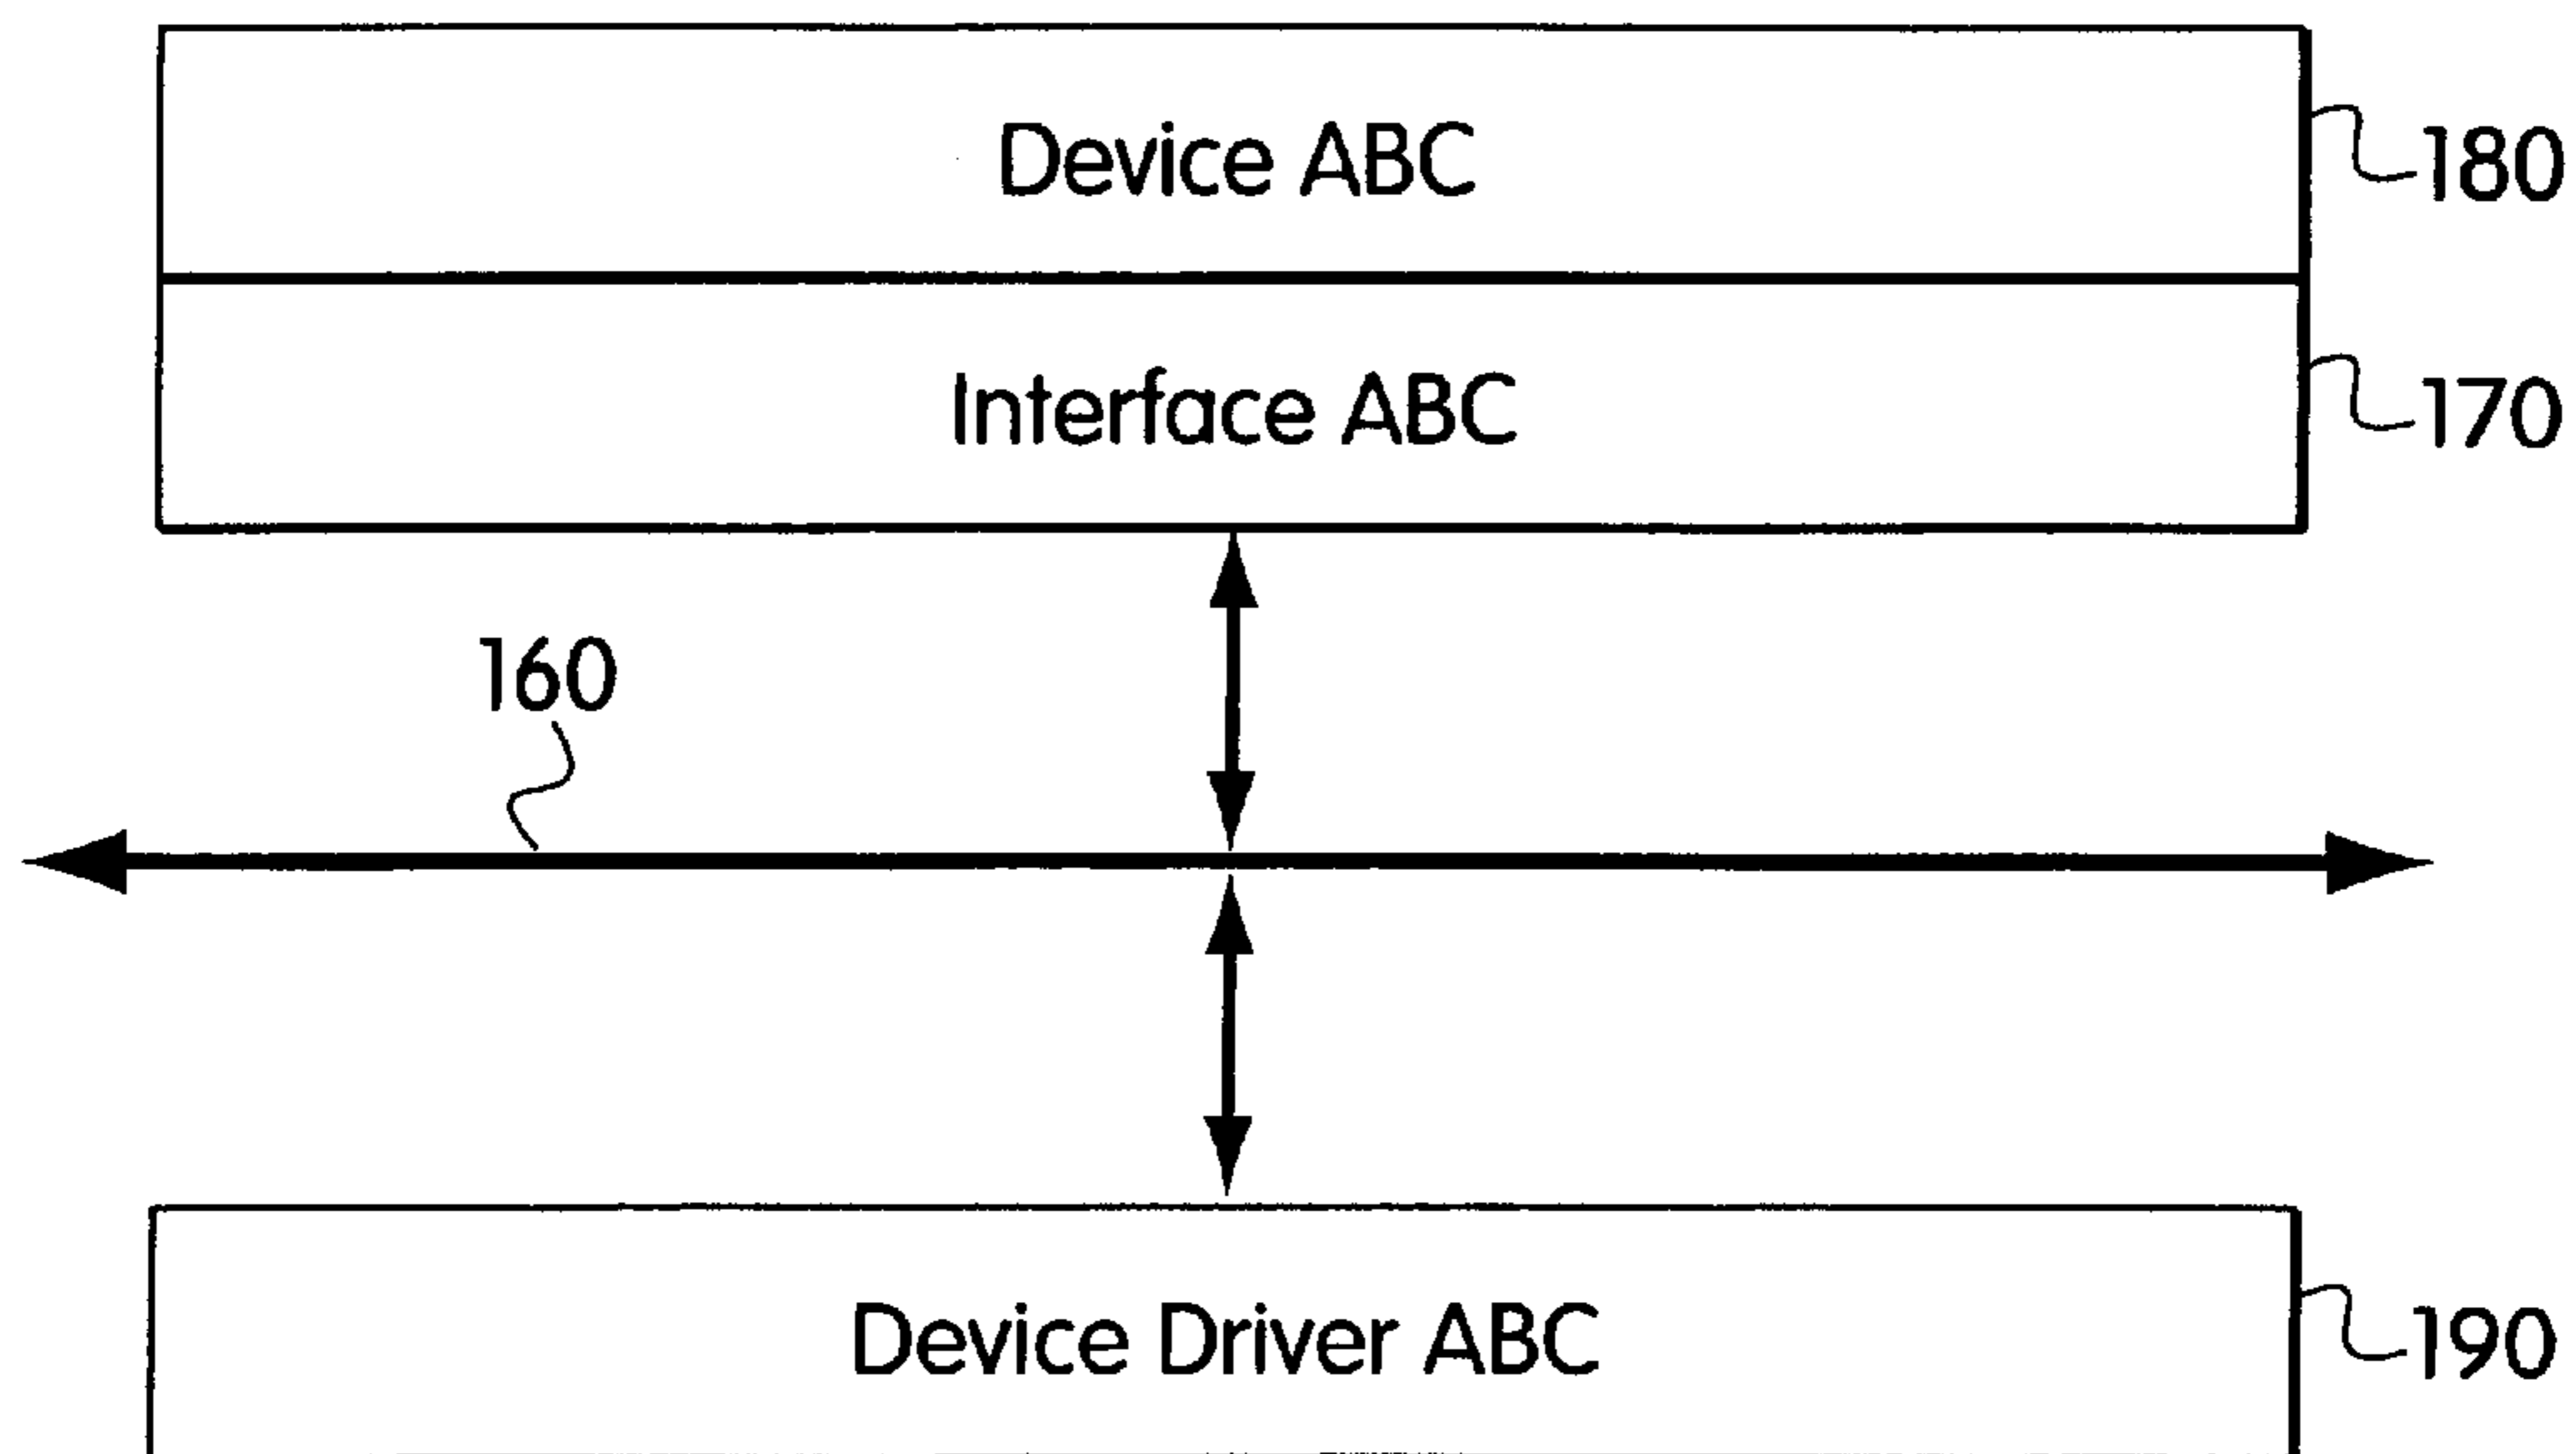 Device ABC
180
Interface ABC
170
160
Device Driver ABC
190